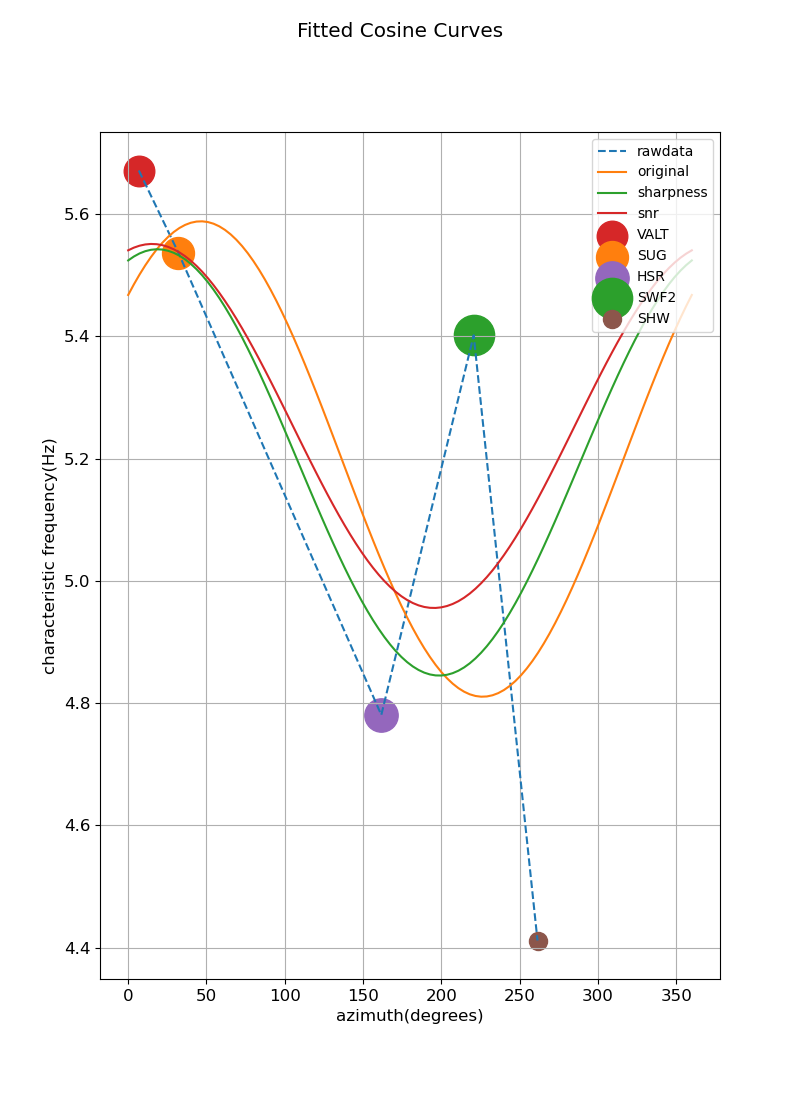 Fitted Cosine Curves
rawdata
original
sharpness
snr
VALT
SUG
HSR
SWF2
SHW
5.6
5.4
5.2
5.0
4.8
4.6
4.4
characteristic frequency(Hz)
0 50 100 150 200 250 300 350
azimuth(degrees)